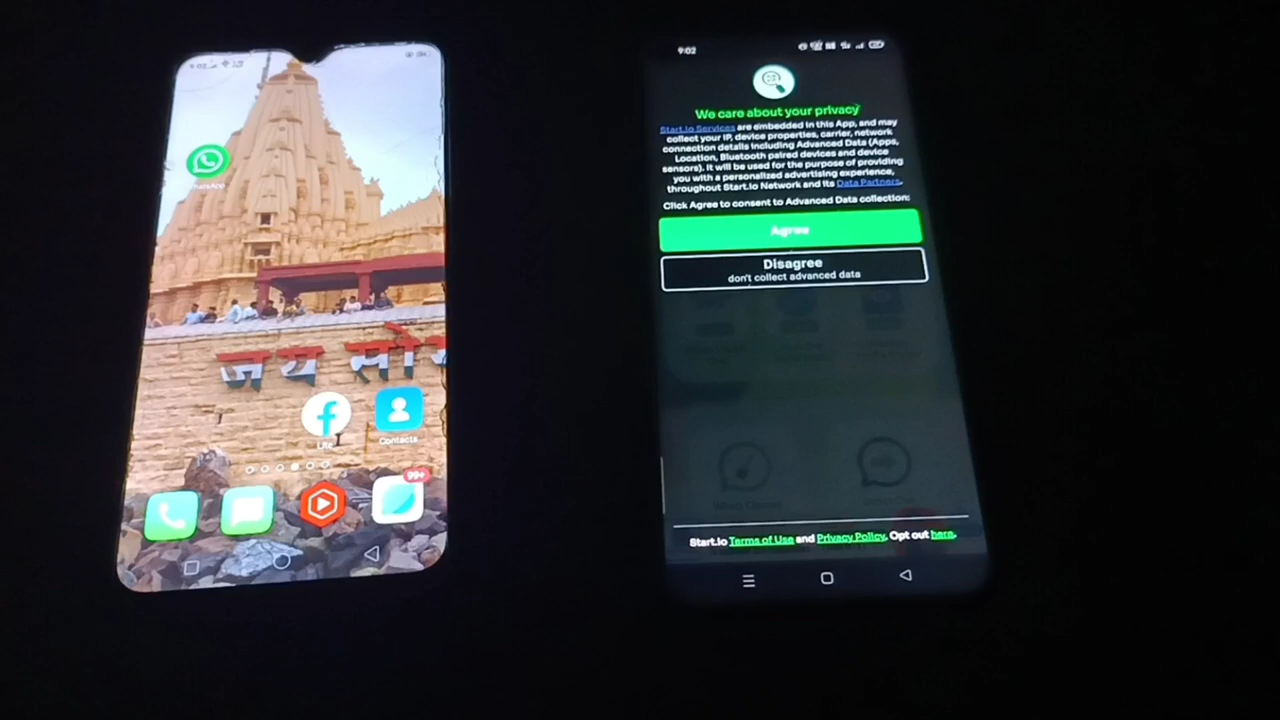 WhatsApp
जय सो
Lite
Contacts
99+
9:02
We care about your privacy
Start.io Services are embedded in this App, and may
collect your IP, device properties, carrier, network
connection details including Advanced Data (Apps,
Location, Bluetooth paired devices and device
sensors). It will be used for the purpose of providing
you with a personalized advertising experience,
throughout Start.io Network and its Data Partners.
Click Agree to consent to Advanced Data collection:
Agree
Disagree
don't collect advanced data
Start.io Terms of Use and Privacy Policy. Opt out here.